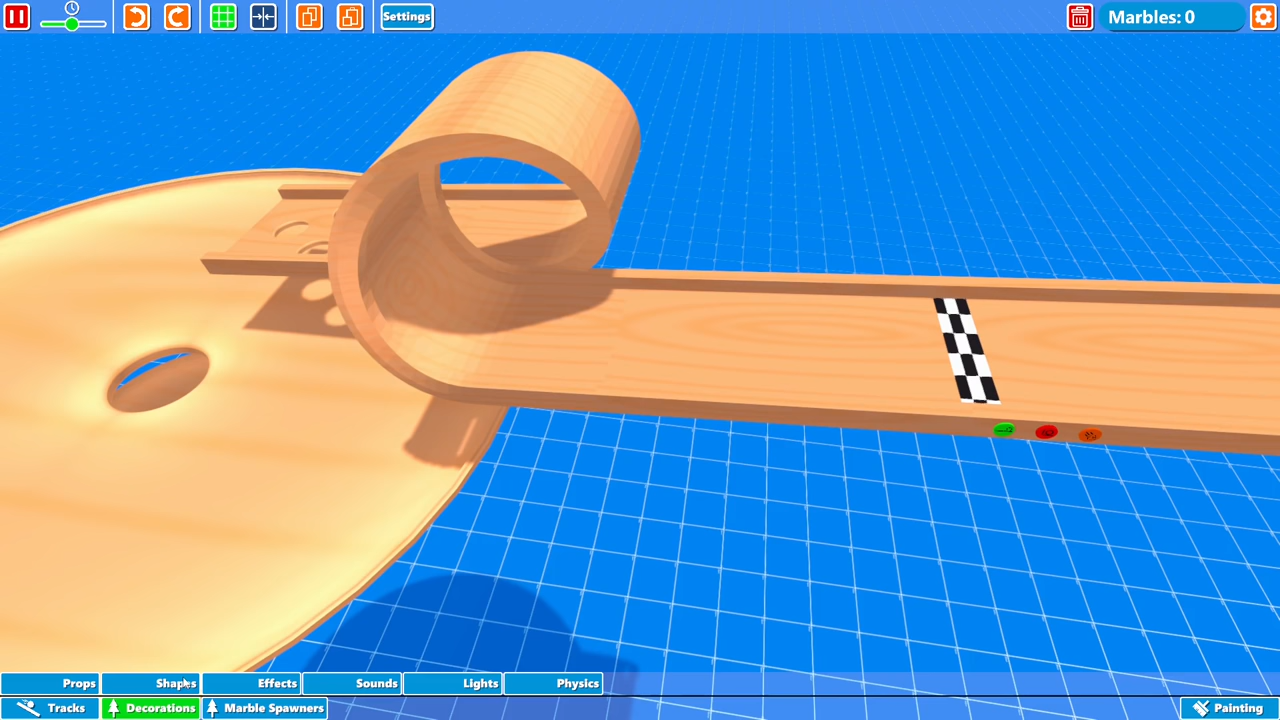 Settings
Marbles: 0
Props
Shapes
Effects
Sounds
Lights
Physics
Tracks
Decorations
Marble Spawners
Painting